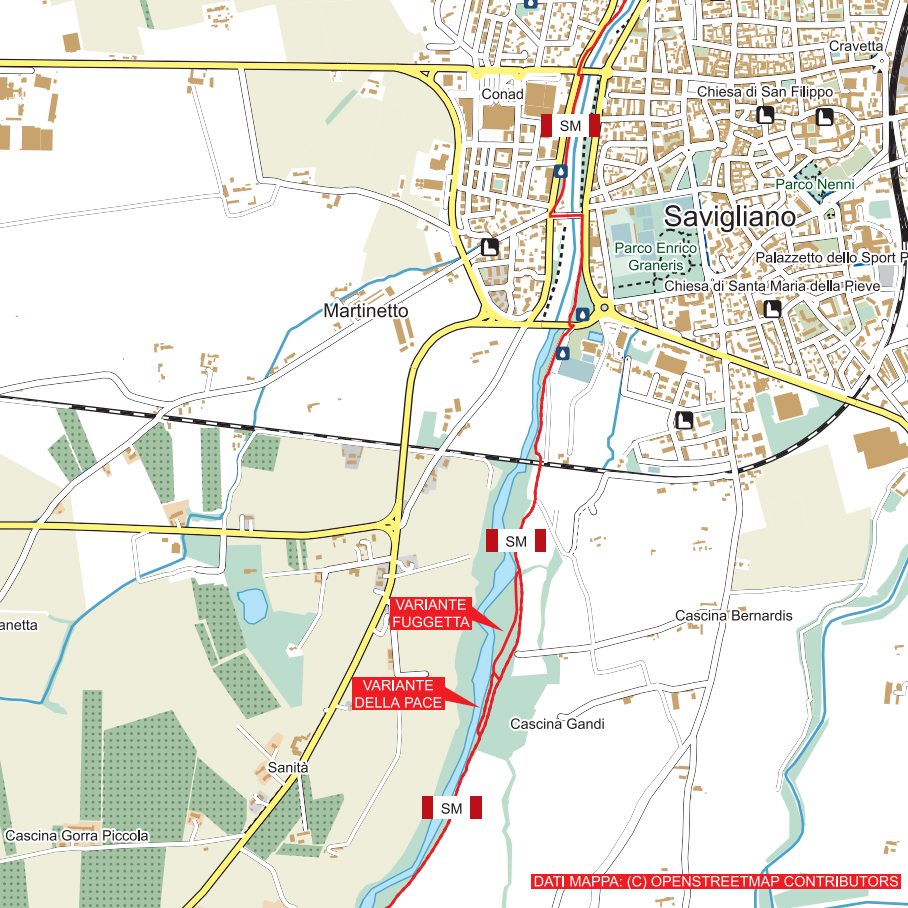 Cravetta
Conad
Chiesa di San Filippo
SM
Parco Nenni
Savigliano
Parco Enrico
Graneris
Palazzetto dello Sport P
Chiesa di Santa Maria della Pieve
Martinetto
SM
VARIANTE
FUGGETTA
Cascina Bernardis
anetta
VARIANTE
DELLA PACE
Cascina Gandi
Sanità
SM
Cascina Gorra Piccola
DATI MAPPA: (C) OPENSTREETMAP CONTRIBUTORS